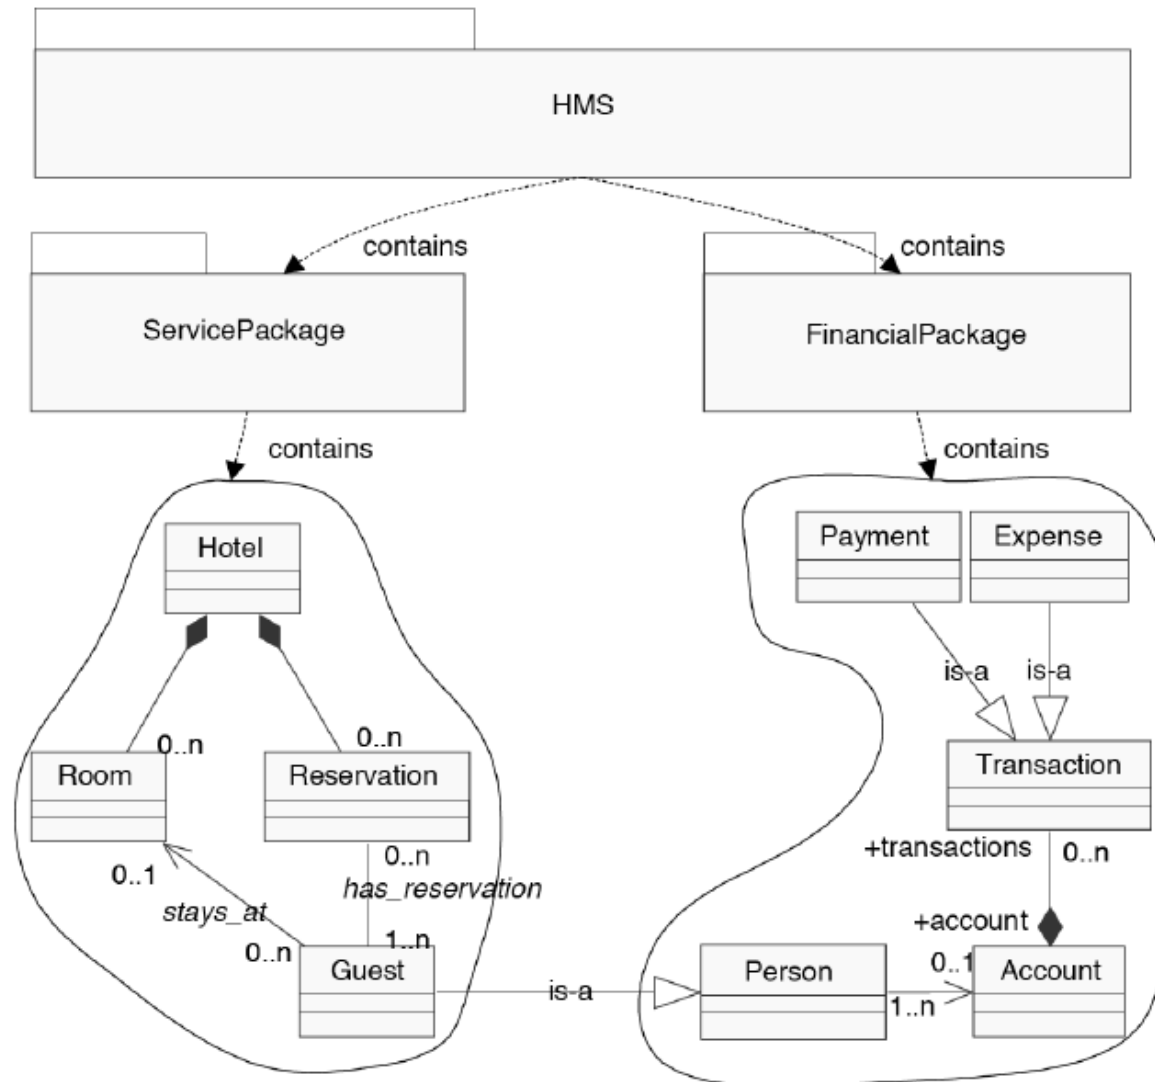 HMS
contains
contains
ServicePackage
FinancialPackage
contains
contains
Hotel
Payment
Expense
is-a
is-a
0..n
0..n
Room
Reservation
Transaction
+transactions
0..n
0..1
0..n
has_reservation
stays_at
+account
0..n
1..n
0..1
Guest
Person
Account
is-a
1..n